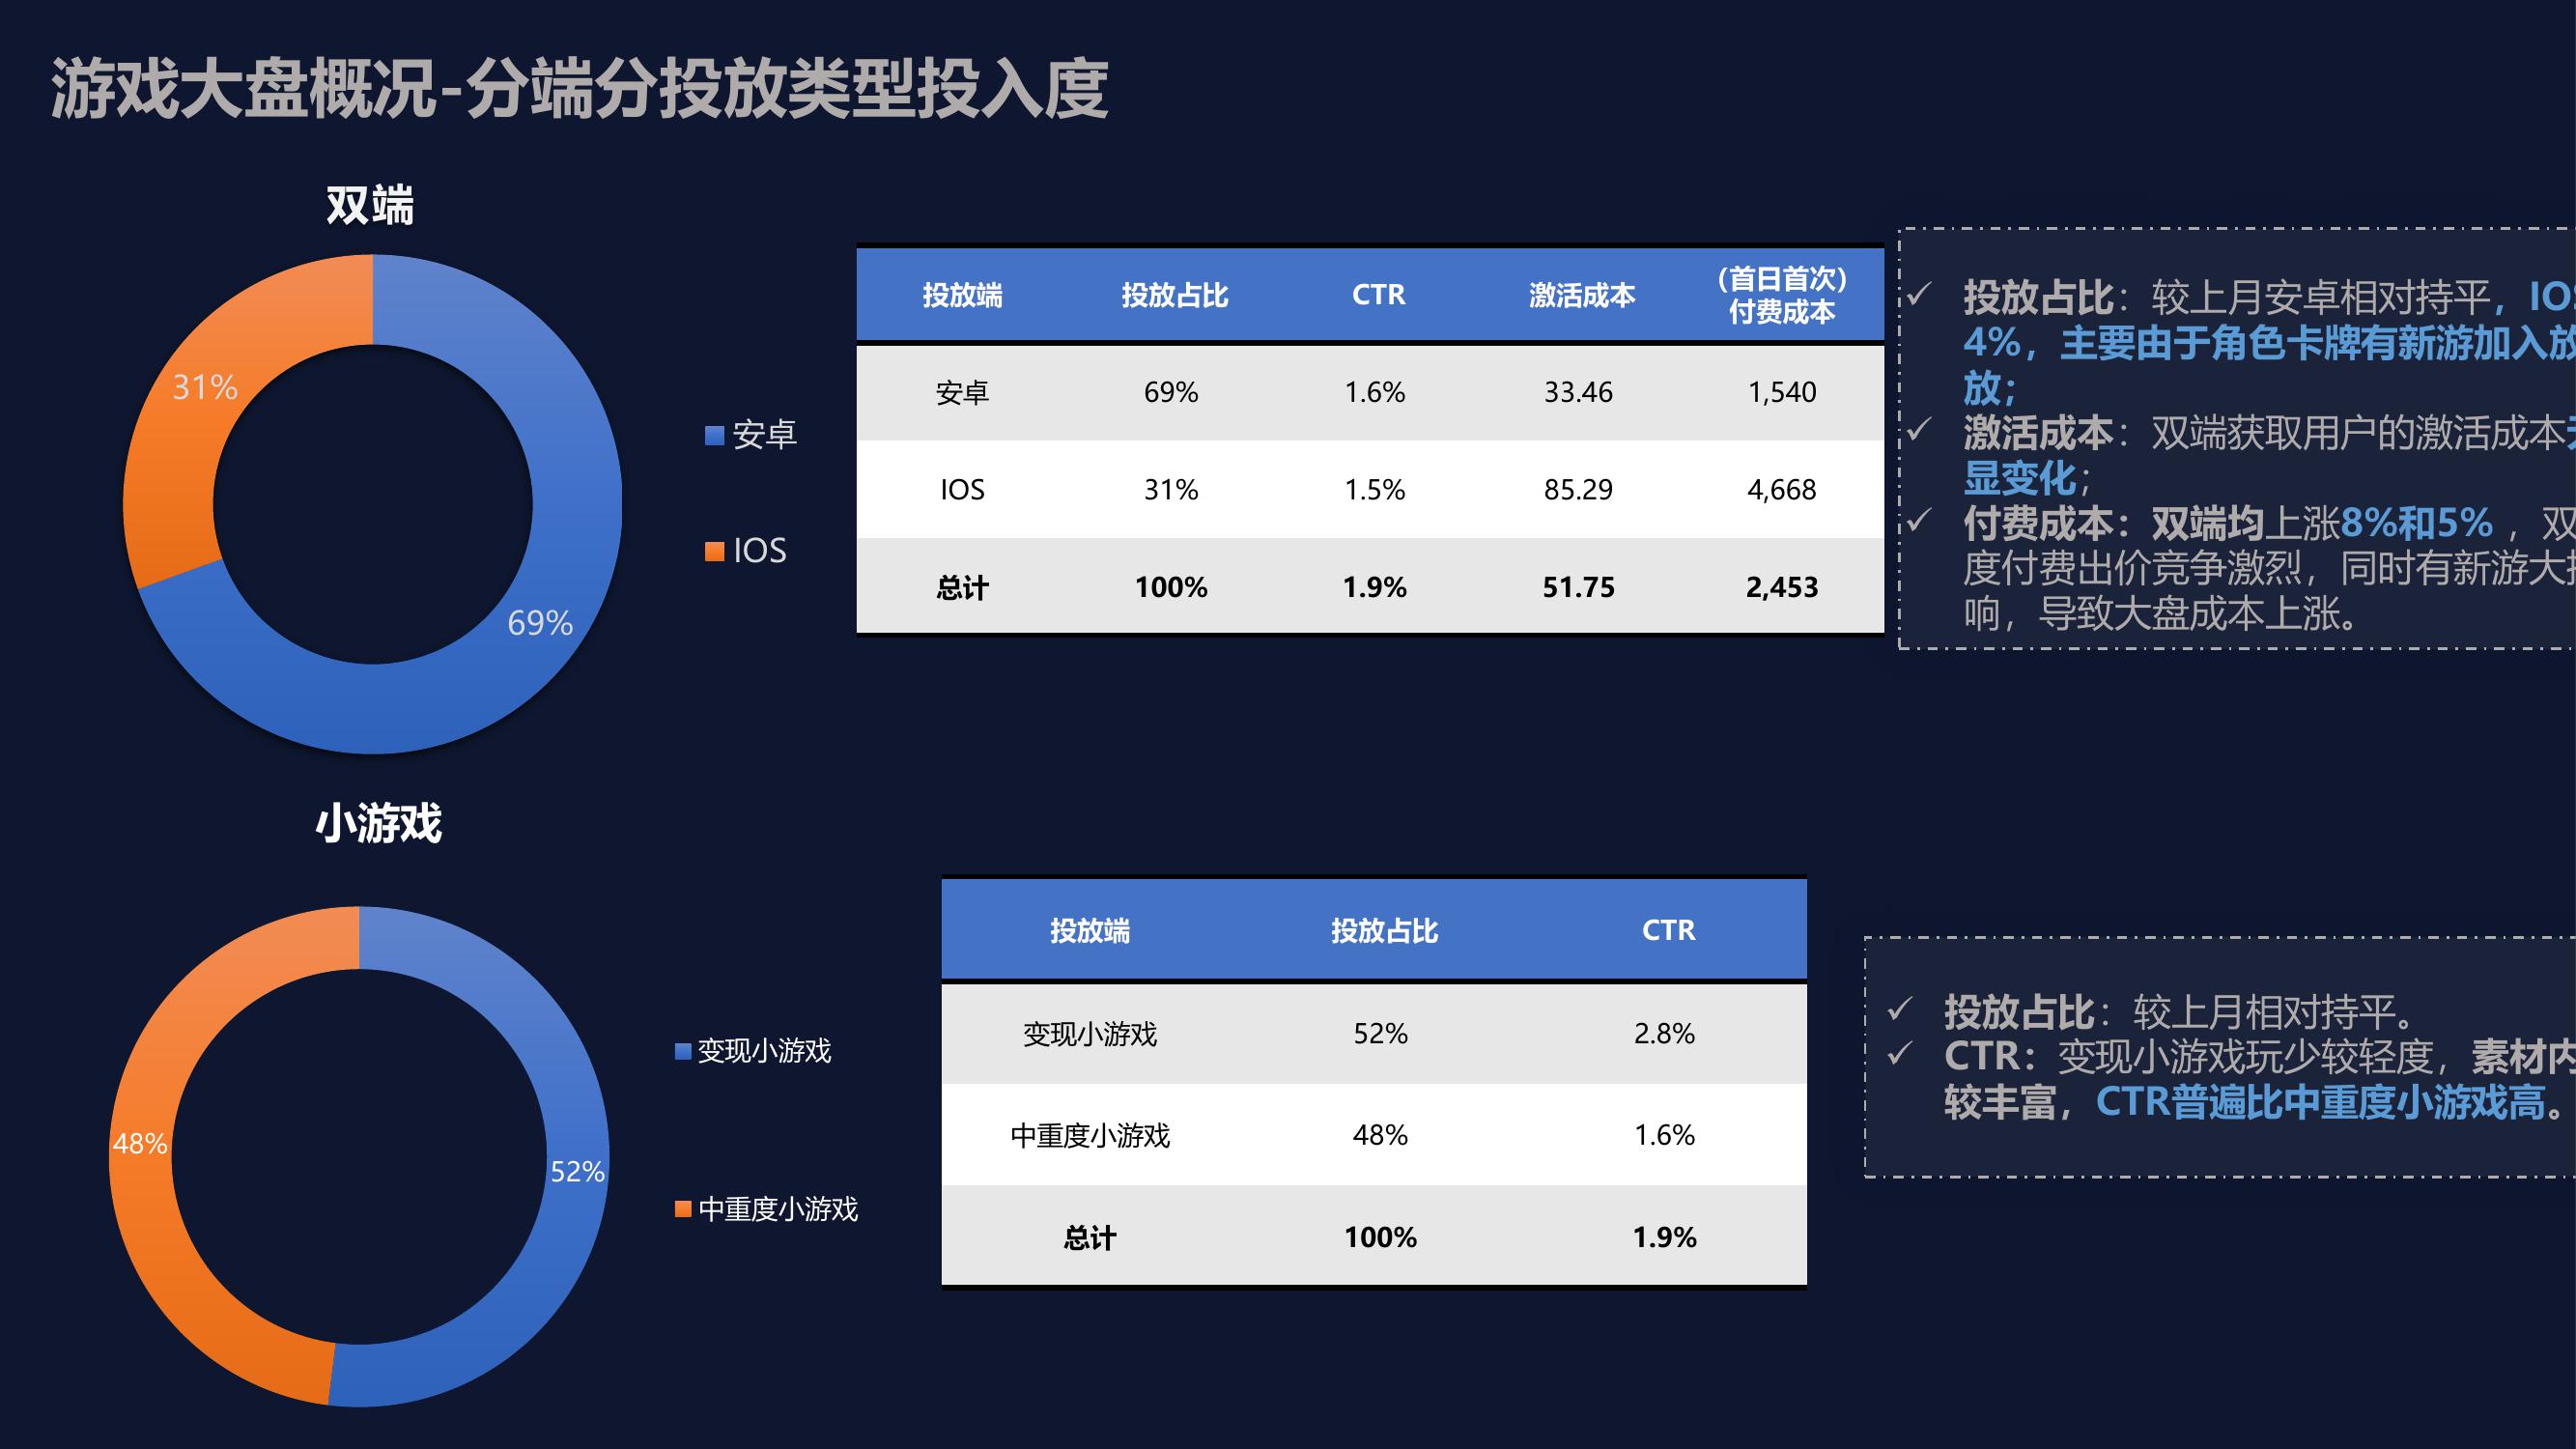 游戏大盘概况-分端分投放类型投入度
双端
31%
69%
安卓
IOS
投放端 投放占比 CTR 激活成本 (首日首次)付费成本
安卓 69% 1.6% 33.46 1,540
IOS 31% 1.5% 85.29 4,668
总计 100% 1.9% 51.75 2,453
✓ 投放占比：较上月安卓相对持平，IO
4%，主要由于角色卡牌有新游加入
放；
✓ 激活成本：双端获取用户的激活成本
显变化；
✓ 付费成本：双端均上涨8%和5% ，双
度付费出价竞争激烈，同时有新游大
响，导致大盘成本上涨。
小游戏
48%
52%
变现小游戏
中重度小游戏
投放端 投放占比 CTR
变现小游戏 52% 2.8%
中重度小游戏 48% 1.6%
总计 100% 1.9%
✓ 投放占比：较上月相对持平。
✓ CTR：变现小游戏玩少较轻度，素材内
较丰富，CTR普遍比中重度小游戏高。